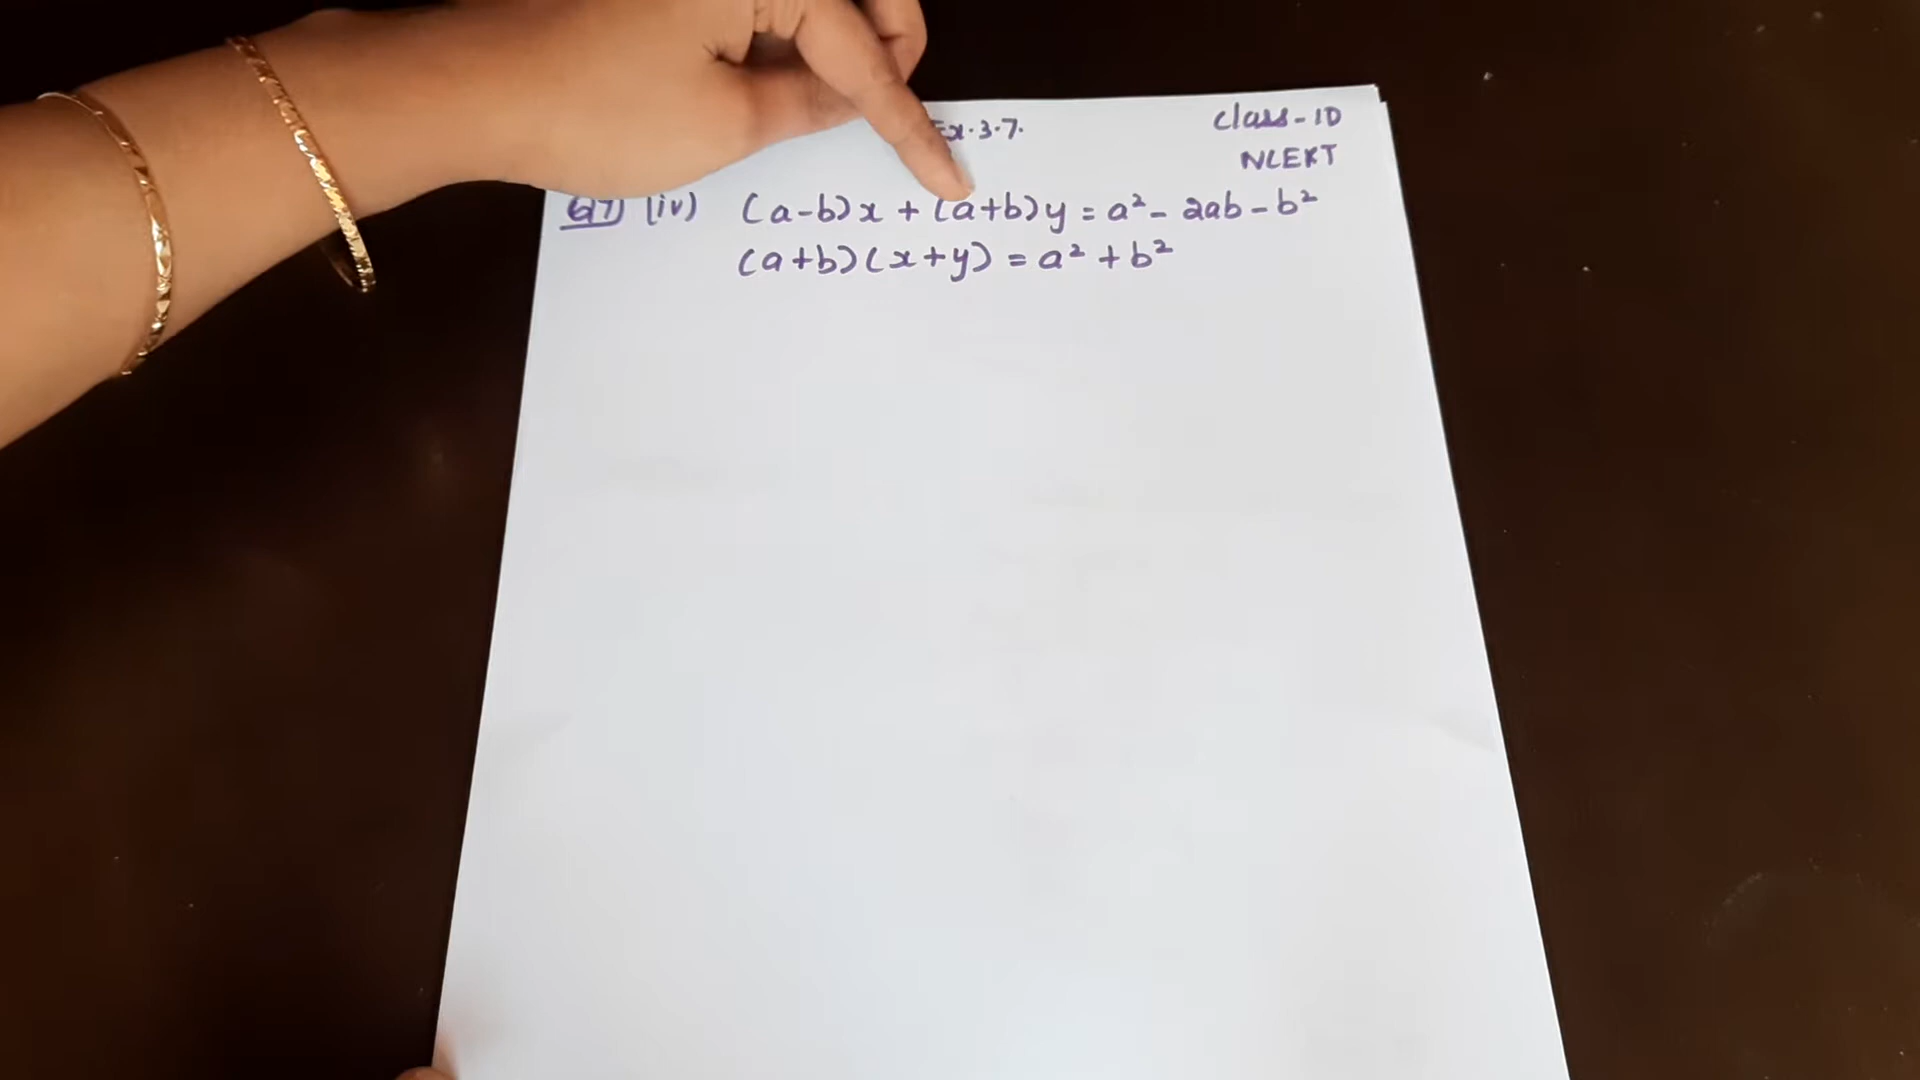 Ex.3.7.
Class-10
NCERT
Q7) (iv) (a-b)x + (a+b)y = a² - 2ab - b²
(a+b)(x+y) = a² + b²